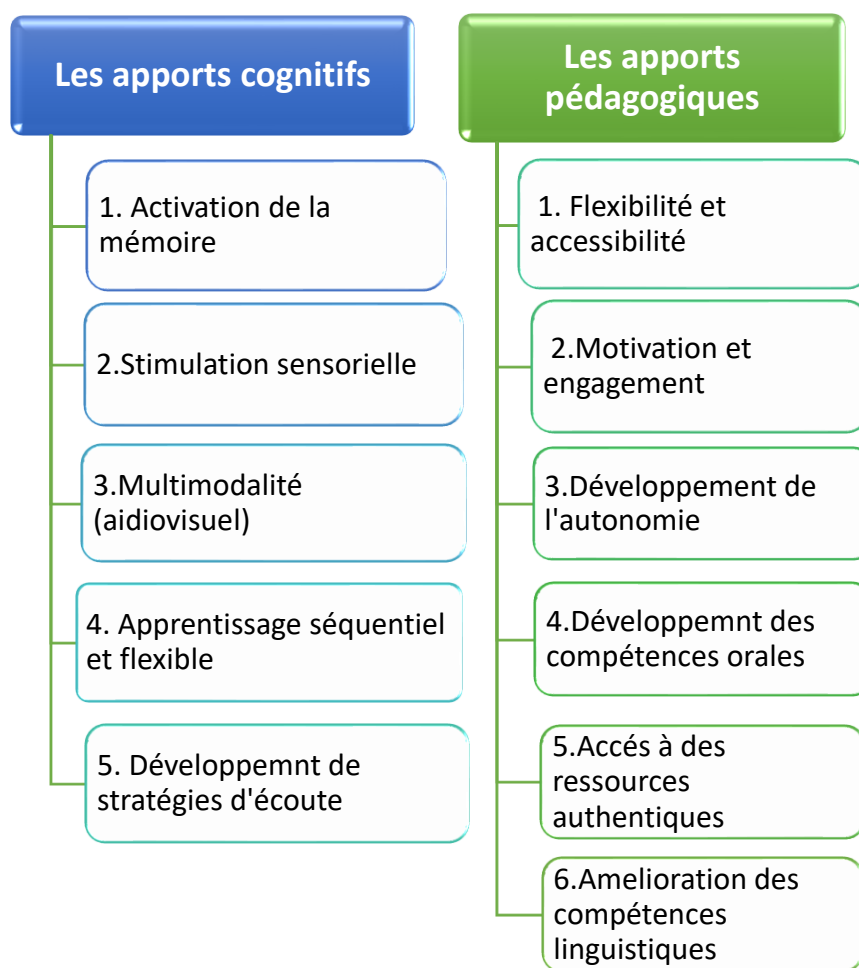 Les apports cognitifs
1. Activation de la
mémoire
2.Stimulation sensorielle
3.Multimodalité
(aidiovisuel)
4. Apprentissage séquentiel
et flexible
5. Développemnt de
stratégies d'écoute
Les apports
pédagogiques
1. Flexibilité et
accessibilité
2.Motivation et
engagement
3.Développement de
l'autonomie
4.Développemnt des
compétences orales
5.Accés à des
ressources
authentiques
6.Amelioration des
compétences
linguistiques